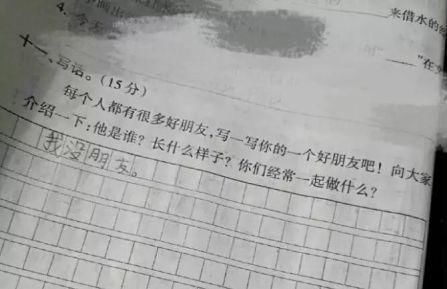 来借水的
4. 今天
"在
十一、写话。(15分)
每个人都有很多好朋友,写一写你的一个好朋友吧!向大家
介绍一下:他是谁?长什么样子?你们经常一起做什么?
我没朋友。